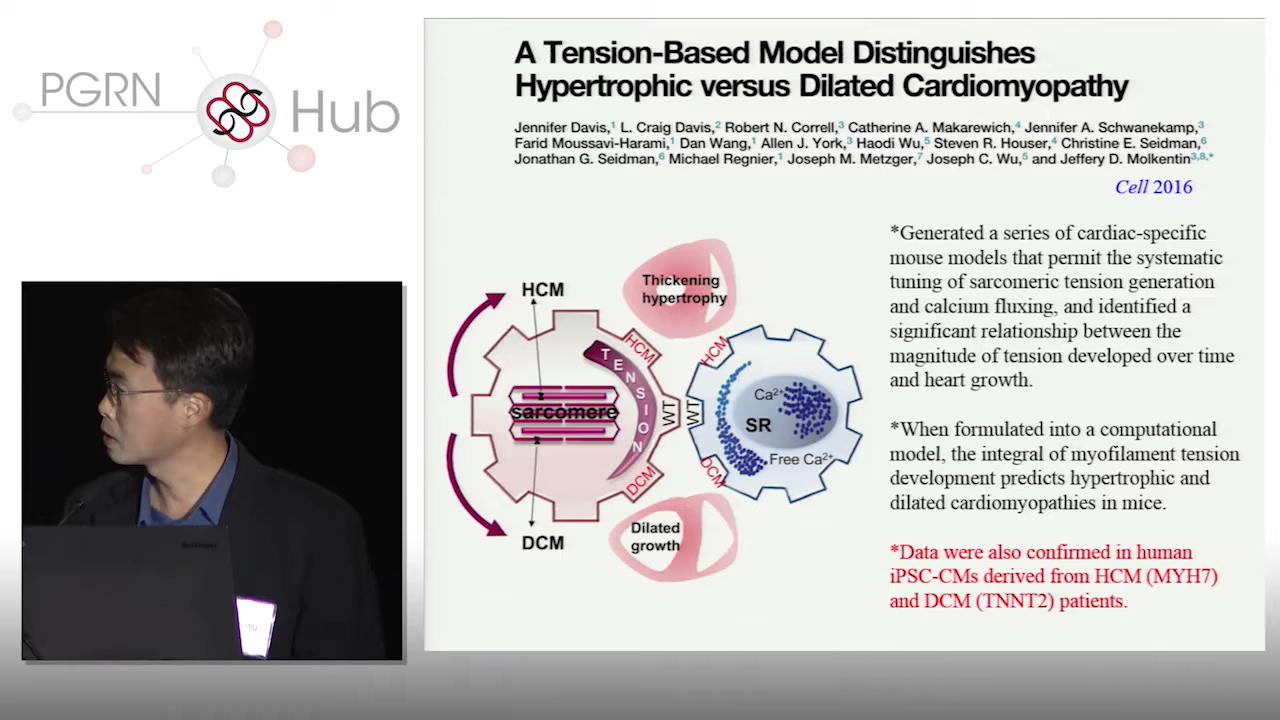 PGRN
Hub
A Tension-Based Model Distinguishes
Hypertrophic versus Dilated Cardiomyopathy
Jennifer Davis,1 L. Craig Davis,2 Robert N. Correll,3 Catherine A. Makarewich,4 Jennifer A. Schwanekamp,3
Farid Moussavi-Harami,1 Dan Wang,1 Allen J. York,3 Haodi Wu,5 Steven R. Houser,4 Christine E. Seidman,6
Jonathan G. Seidman,6 Michael Regnier,1 Joseph M. Metzger,7 Joseph C. Wu,5 and Jeffery D. Molkentin3,8,*
Cell 2016
HCM
Thickening
hypertrophy
HCM
HCM
TENSION
sarcomere
WT
WT
Ca2+
SR
Free Ca2+
DCM
DCM
DCM
Dilated
growth
*Generated a series of cardiac-specific
mouse models that permit the systematic
tuning of sarcomeric tension generation
and calcium fluxing, and identified a
significant relationship between the
magnitude of tension developed over time
and heart growth.
*When formulated into a computational
model, the integral of myofilament tension
development predicts hypertrophic and
dilated cardiomyopathies in mice.
*Data were also confirmed in human
iPSC-CMs derived from HCM (MYH7)
and DCM (TNNT2) patients.